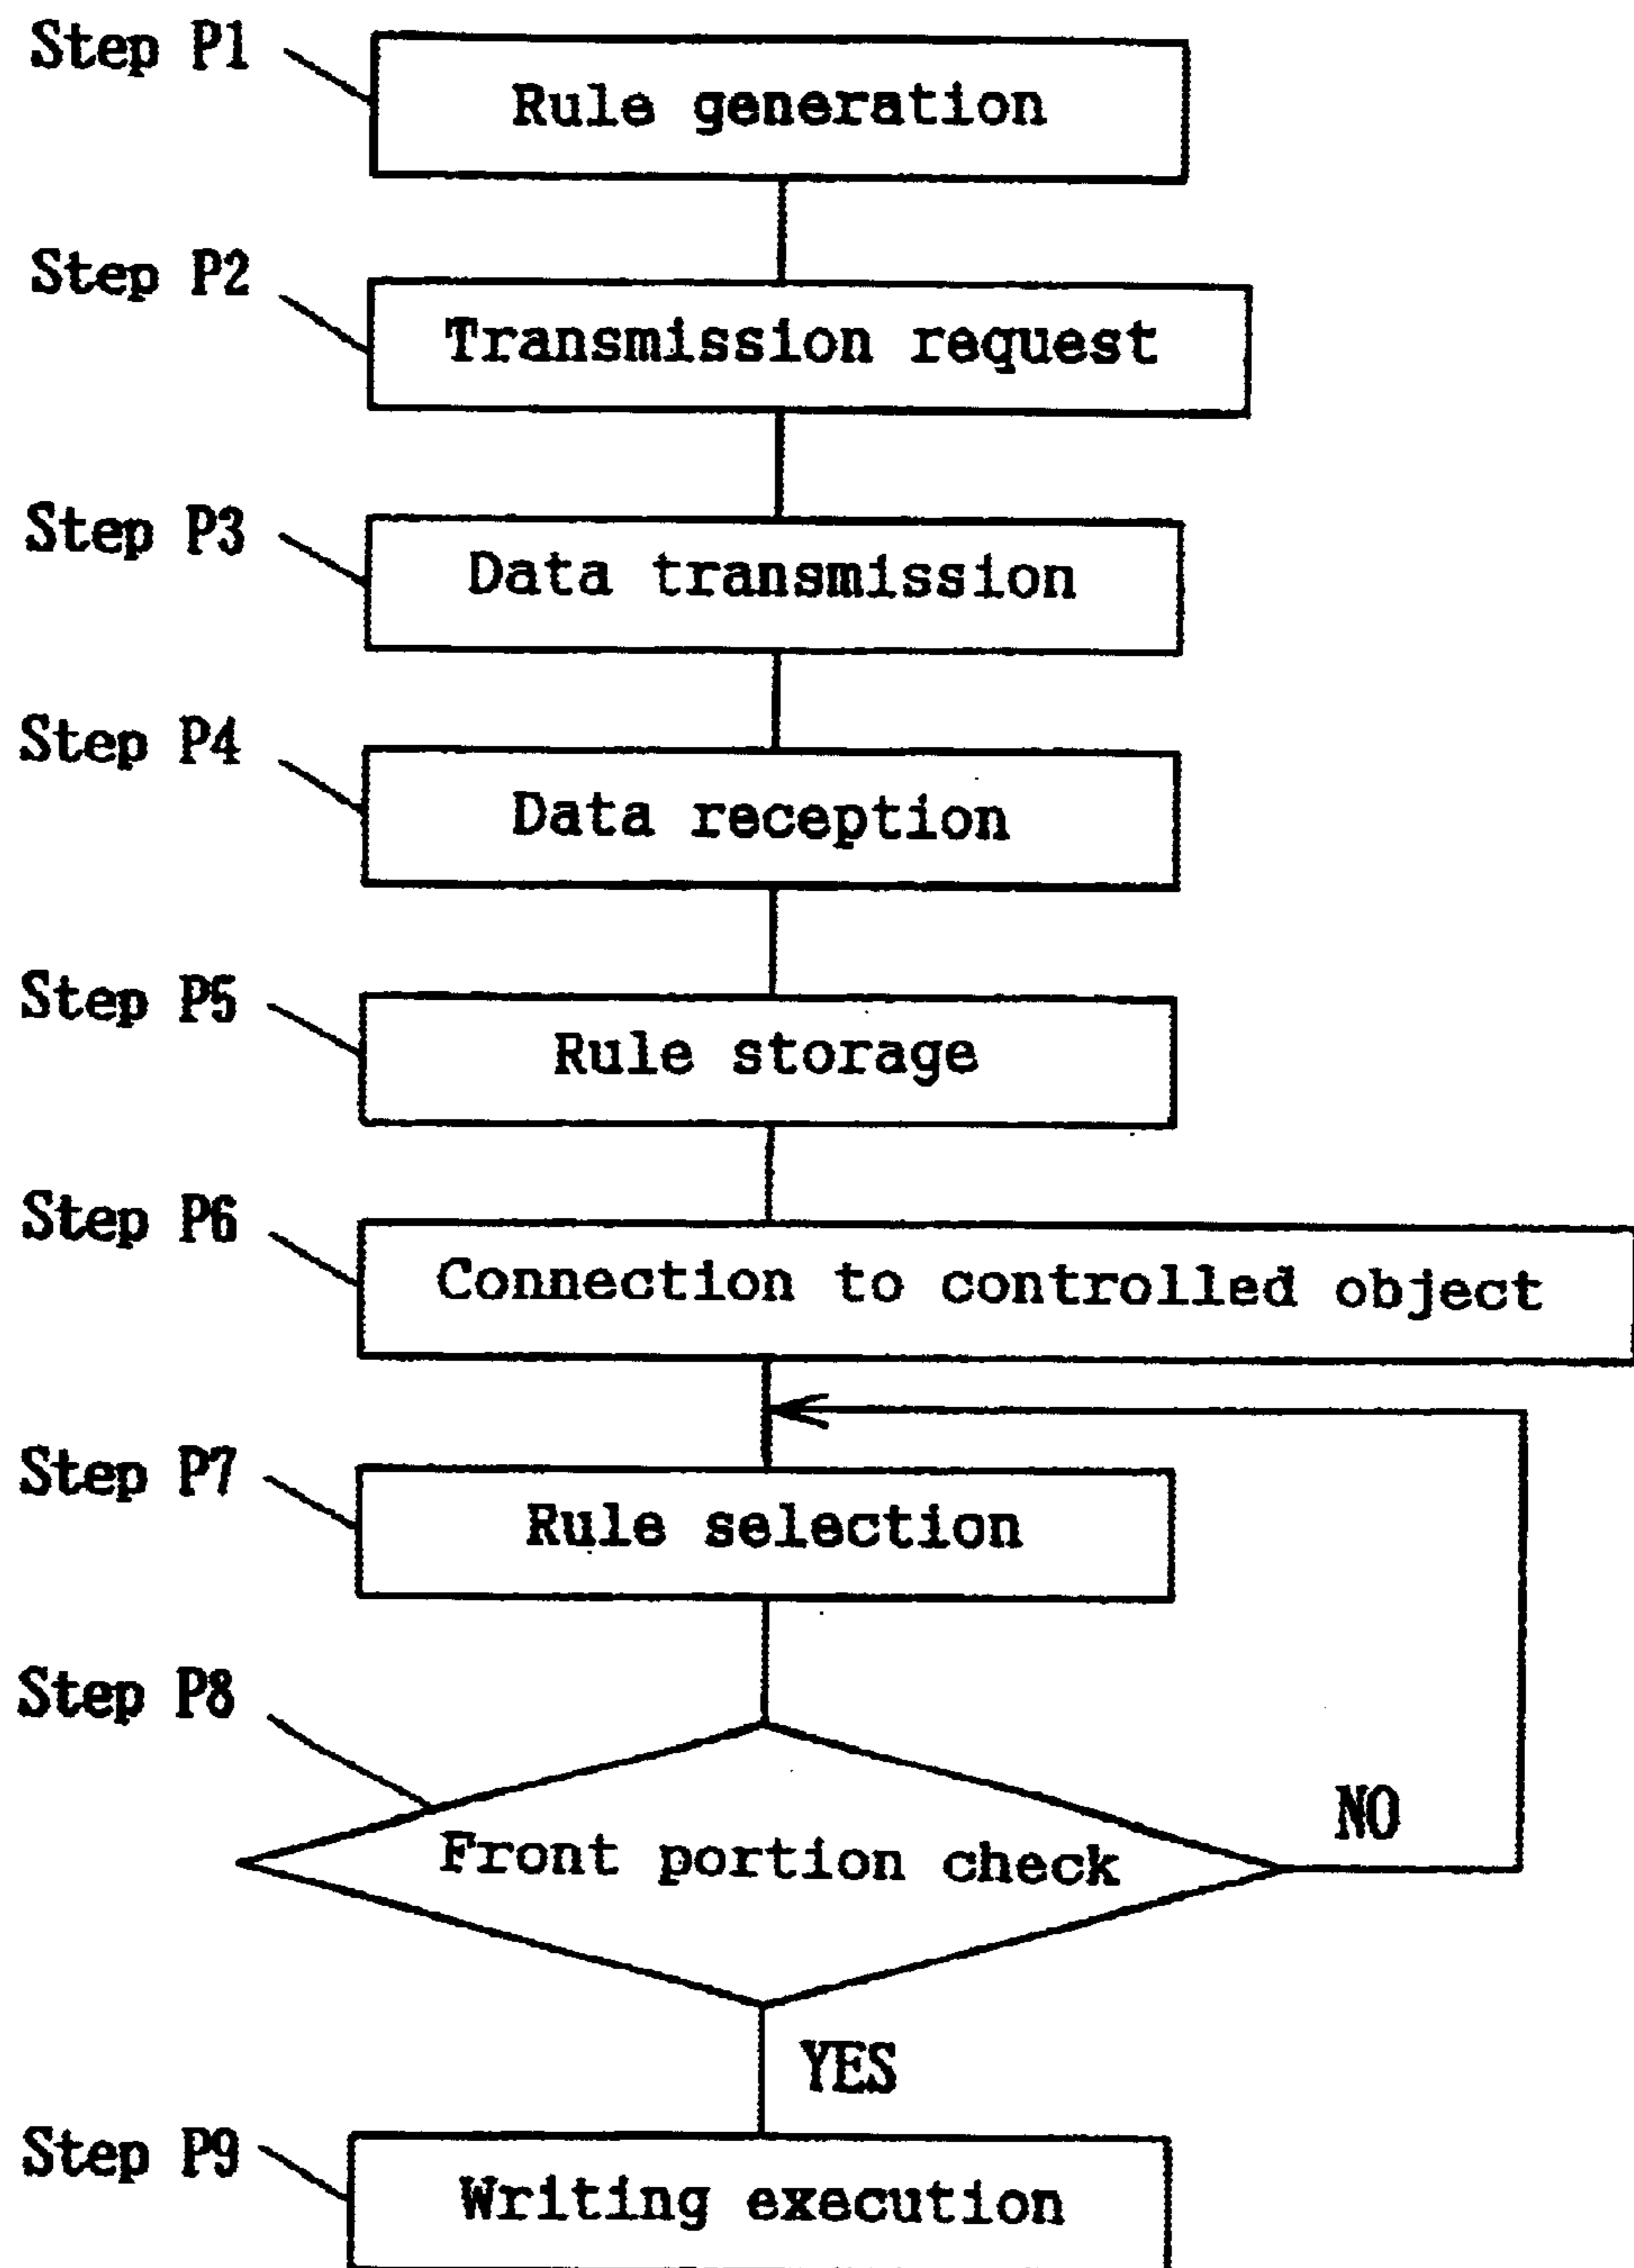 Step P1
Rule generation
Step P2
Transmission request
Step P3
Data transmission
Step P4
Data reception
Step P5
Rule storage
Step P6
Connection to controlled object
Step P7
Rule selection
Step P8
Front portion check
NO
YES
Step P9
Writing execution